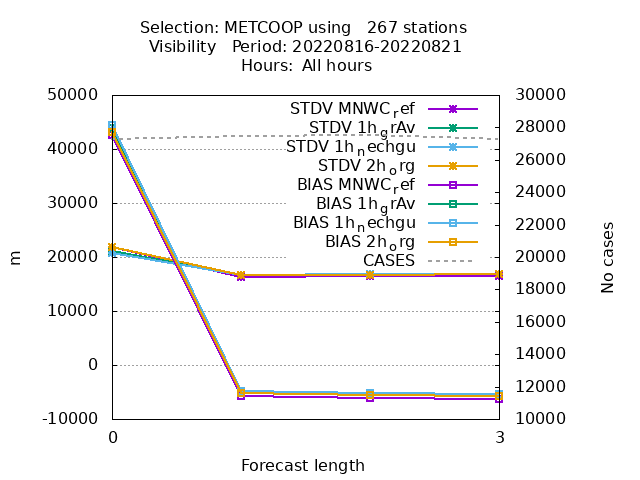 Selection: METCOOP using   267 stations
Visibility   Period: 20220816-20220821
Hours:  All hours
50000
40000
30000
20000
10000
0
-10000
m
STDV MNWC_ref
STDV 1h_grAv
STDV 1h_nechgu
STDV 2h_org
BIAS MNWC_ref
BIAS 1h_grAv
BIAS 1h_nechgu
BIAS 2h_org
CASES
30000
28000
26000
24000
22000
20000
18000
16000
14000
12000
10000
No cases
0
3
Forecast length